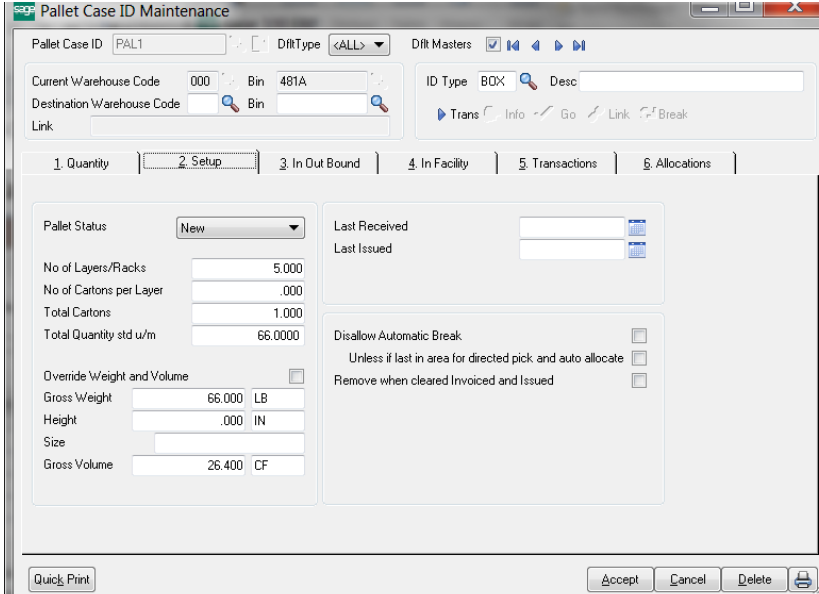 sage Pallet Case ID Maintenance
Pallet Case ID PAL1 DfltType <ALL> Dflt Masters
Current Warehouse Code 000 Bin 481A ID Type BOX Desc
Destination Warehouse Code Bin
Trans Info Go Link Break
Link
1. Quantity 2. Setup 3. In Out Bound 4. In Facility 5. Transactions 6. Allocations
Pallet Status New Last Received
Last Issued
No of Layers/Racks 5.000
No of Cartons per Layer .000
Total Cartons 1.000
Total Quantity std u/m 66.0000 Disallow Automatic Break
Unless if last in area for directed pick and auto allocate
Override Weight and Volume Remove when cleared Invoiced and Issued
Gross Weight 66.000 LB
Height .000 IN
Size
Gross Volume 26.400 CF
Quick Print Accept Cancel Delete